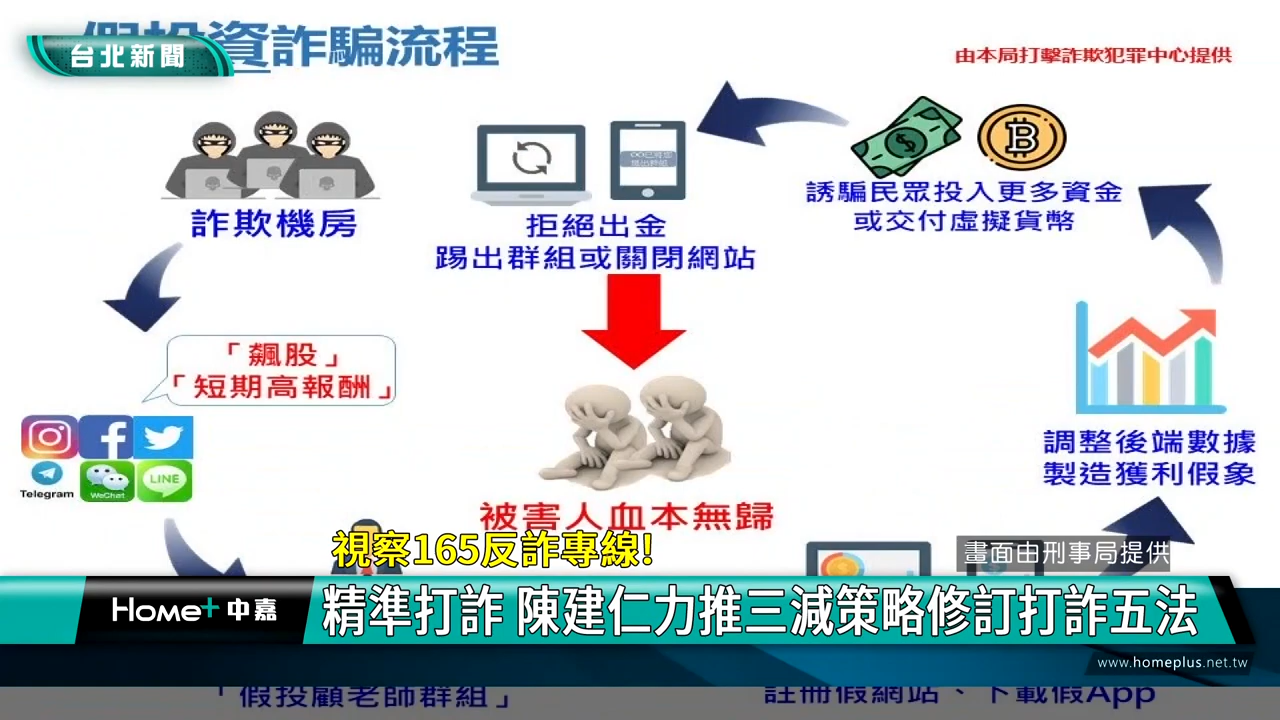 假投資詐騙流程
台北新聞
由本局打擊詐欺犯罪中心提供
詐欺機房
拒絕出金
踢出群組或關閉網站
誘騙民眾投入更多資金
或交付虛擬貨幣
「飆股」
「短期高報酬」
Telegram
WeChat
LINE
調整後端數據
製造獲利假象
被害人血本無歸
視察165反詐專線!
畫面由刑事局提供
Home+中嘉
精準打詐 陳建仁力推三減策略修訂打詐五法
www.homeplus.net.tw
「假投顧老師群組」
註冊假網站、下載假App